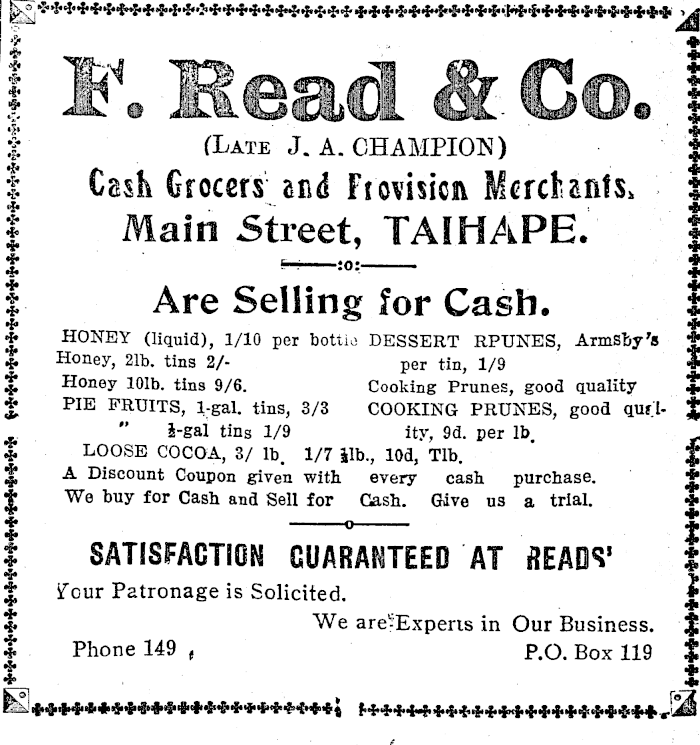 F. Read & Co.
(LATE J. A. CHAMPION)
Cash Grocers and Provision Merchants.
Main Street, TAIHAPE.
:o:
Are Selling for Cash.
HONEY (liquid), 1/10 per bottle
Honey, 2lb. tins 2/-
Honey 10lb. tins 9/6.
PIE FRUITS, 1-gal. tins, 3/3
" ½-gal tins 1/9
DESSERT RPUNES, Armsby's
per tin, 1/9
Cooking Prunes, good quality
COOKING PRUNES, good qual-
ity, 9d. per lb.
LOOSE COCOA, 3/ lb. 1/7 ½lb., 10d, Tlb.
A Discount Coupon given with every cash purchase.
We buy for Cash and Sell for Cash. Give us a trial.
o
SATISFACTION GUARANTEED AT READS'
Your Patronage is Solicited.
We are Experts in Our Business.
Phone 149
P.O. Box 119